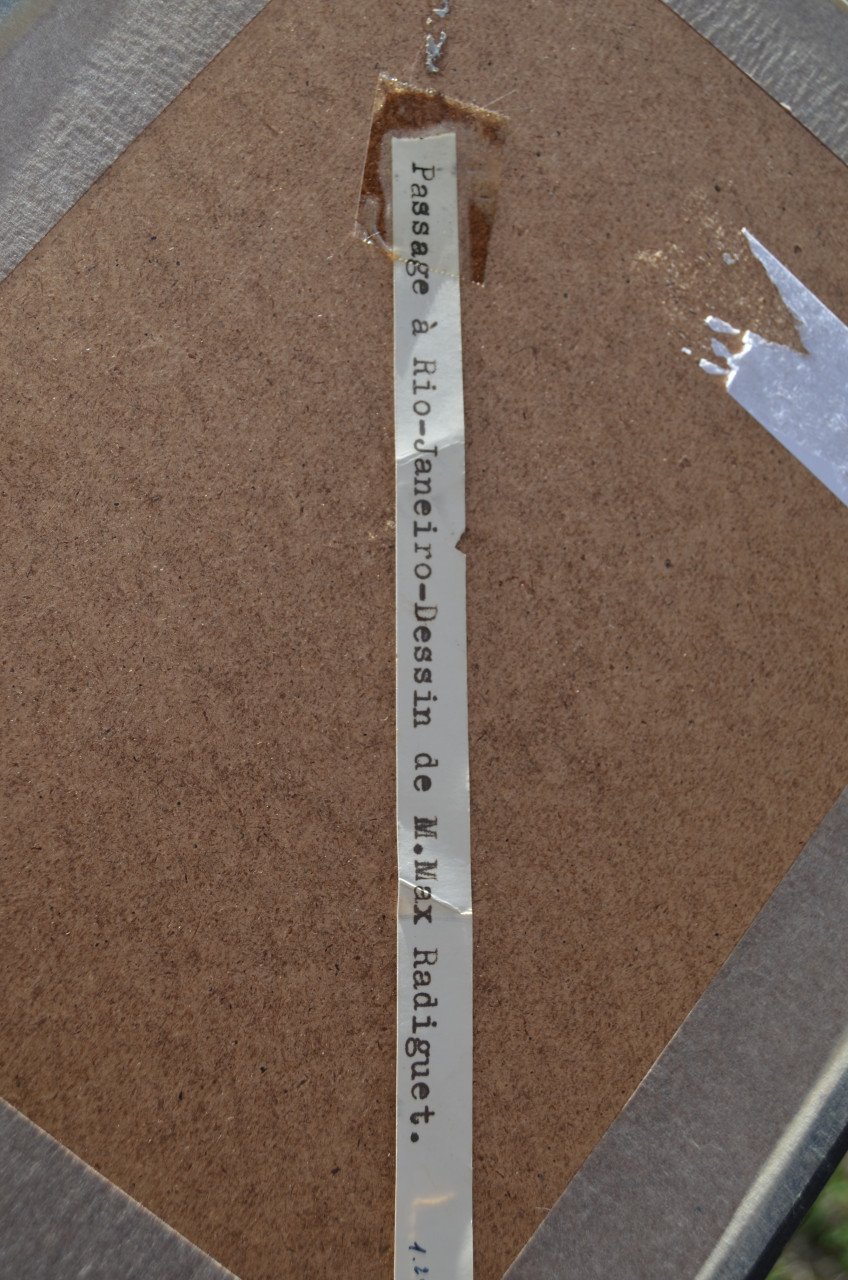 Passage à Rio-Janeiro-Dessin de M.Max Radiguet.